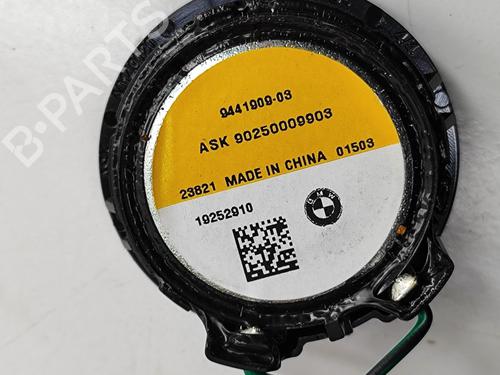 9441909-03
ASK 90250009903
23821 MADE IN CHINA 01503
19252910
BMW
B-PARTS